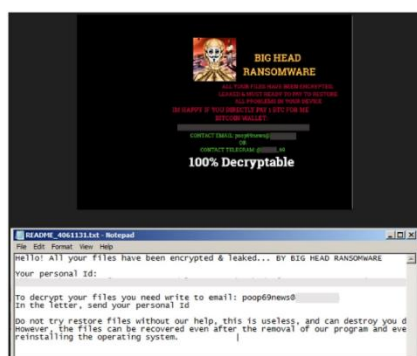 BIG HEAD
RANSOMWARE
ALL YOUR FILES HAVE BEEN ENCRYPTED,
LEAKED & MUST READY TO PAY TO RESTORE
ALL PROBLEMS IN YOUR DEVICE
IM HAPPY IF YOU DIRECTLY PAY 1 BTC FOR ME
BITCOIN WALLET:
CONTACT EMAIL: poop69news@
OR
CONTACT TELEGRAM: @
100% Decryptable
README_4061131.txt - Notepad
File Edit Format View Help
Hello! All your files have been encrypted & leaked... BY BIG HEAD RANSOMWARE
Your personal Id:
To decrypt your files you need write to email: poop69news@
In the letter, send your personal Id
Do not try restore files without our help, this is useless, and can destroy you d
However, the files can be recovered even after the removal of our program and eve
reinstalling the operating system.